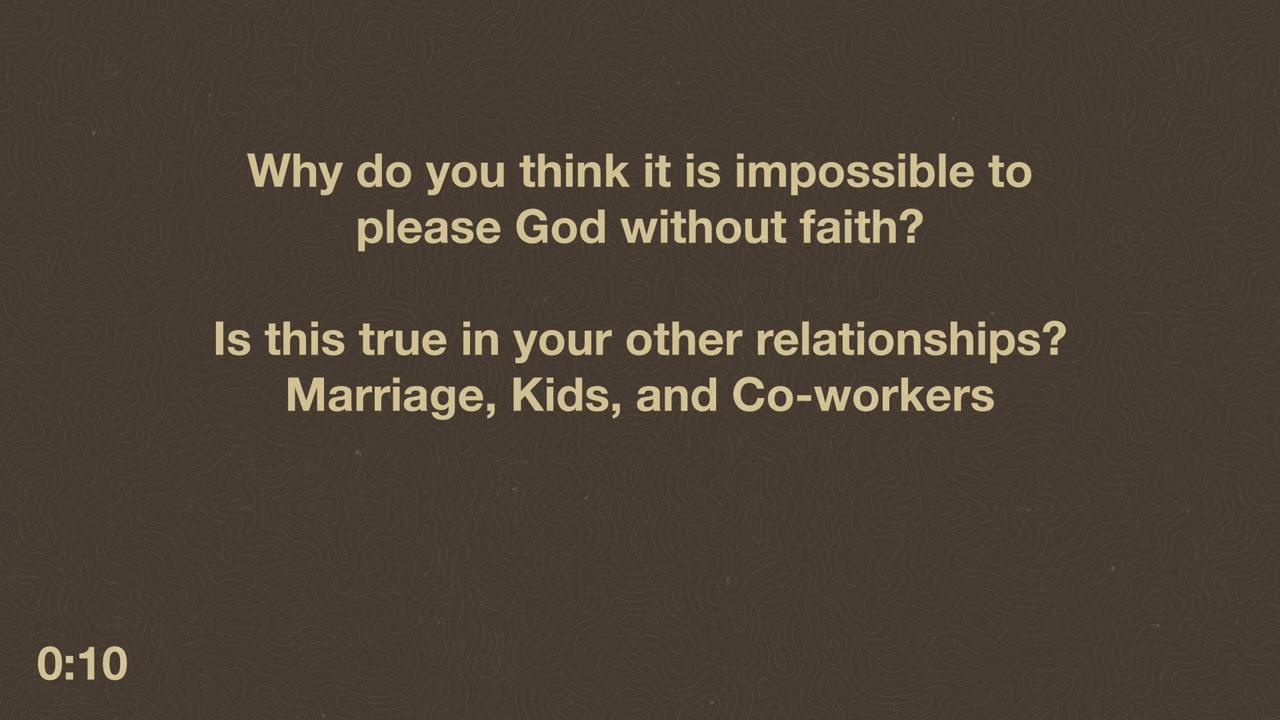 Why do you think it is impossible to
please God without faith?
Is this true in your other relationships?
Marriage, Kids, and Co-workers
0:10